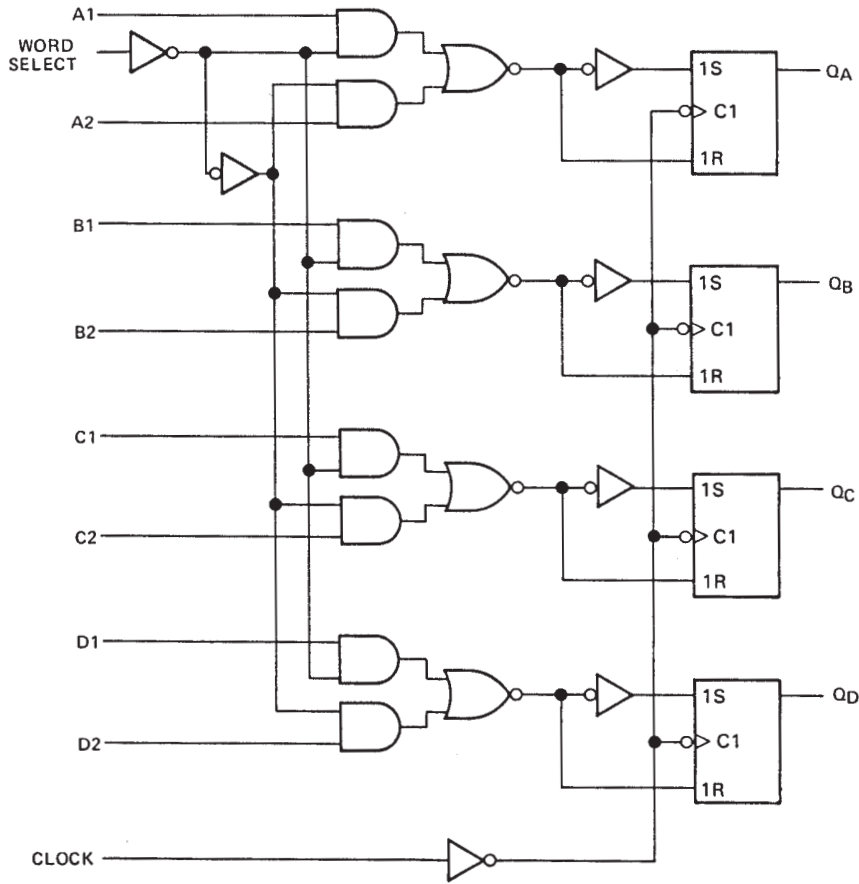 A1
WORD
SELECT
A2
1S
C1
1R
QA
B1
B2
1S
C1
1R
QB
C1
C2
1S
C1
1R
QC
D1
D2
1S
C1
1R
QD
CLOCK